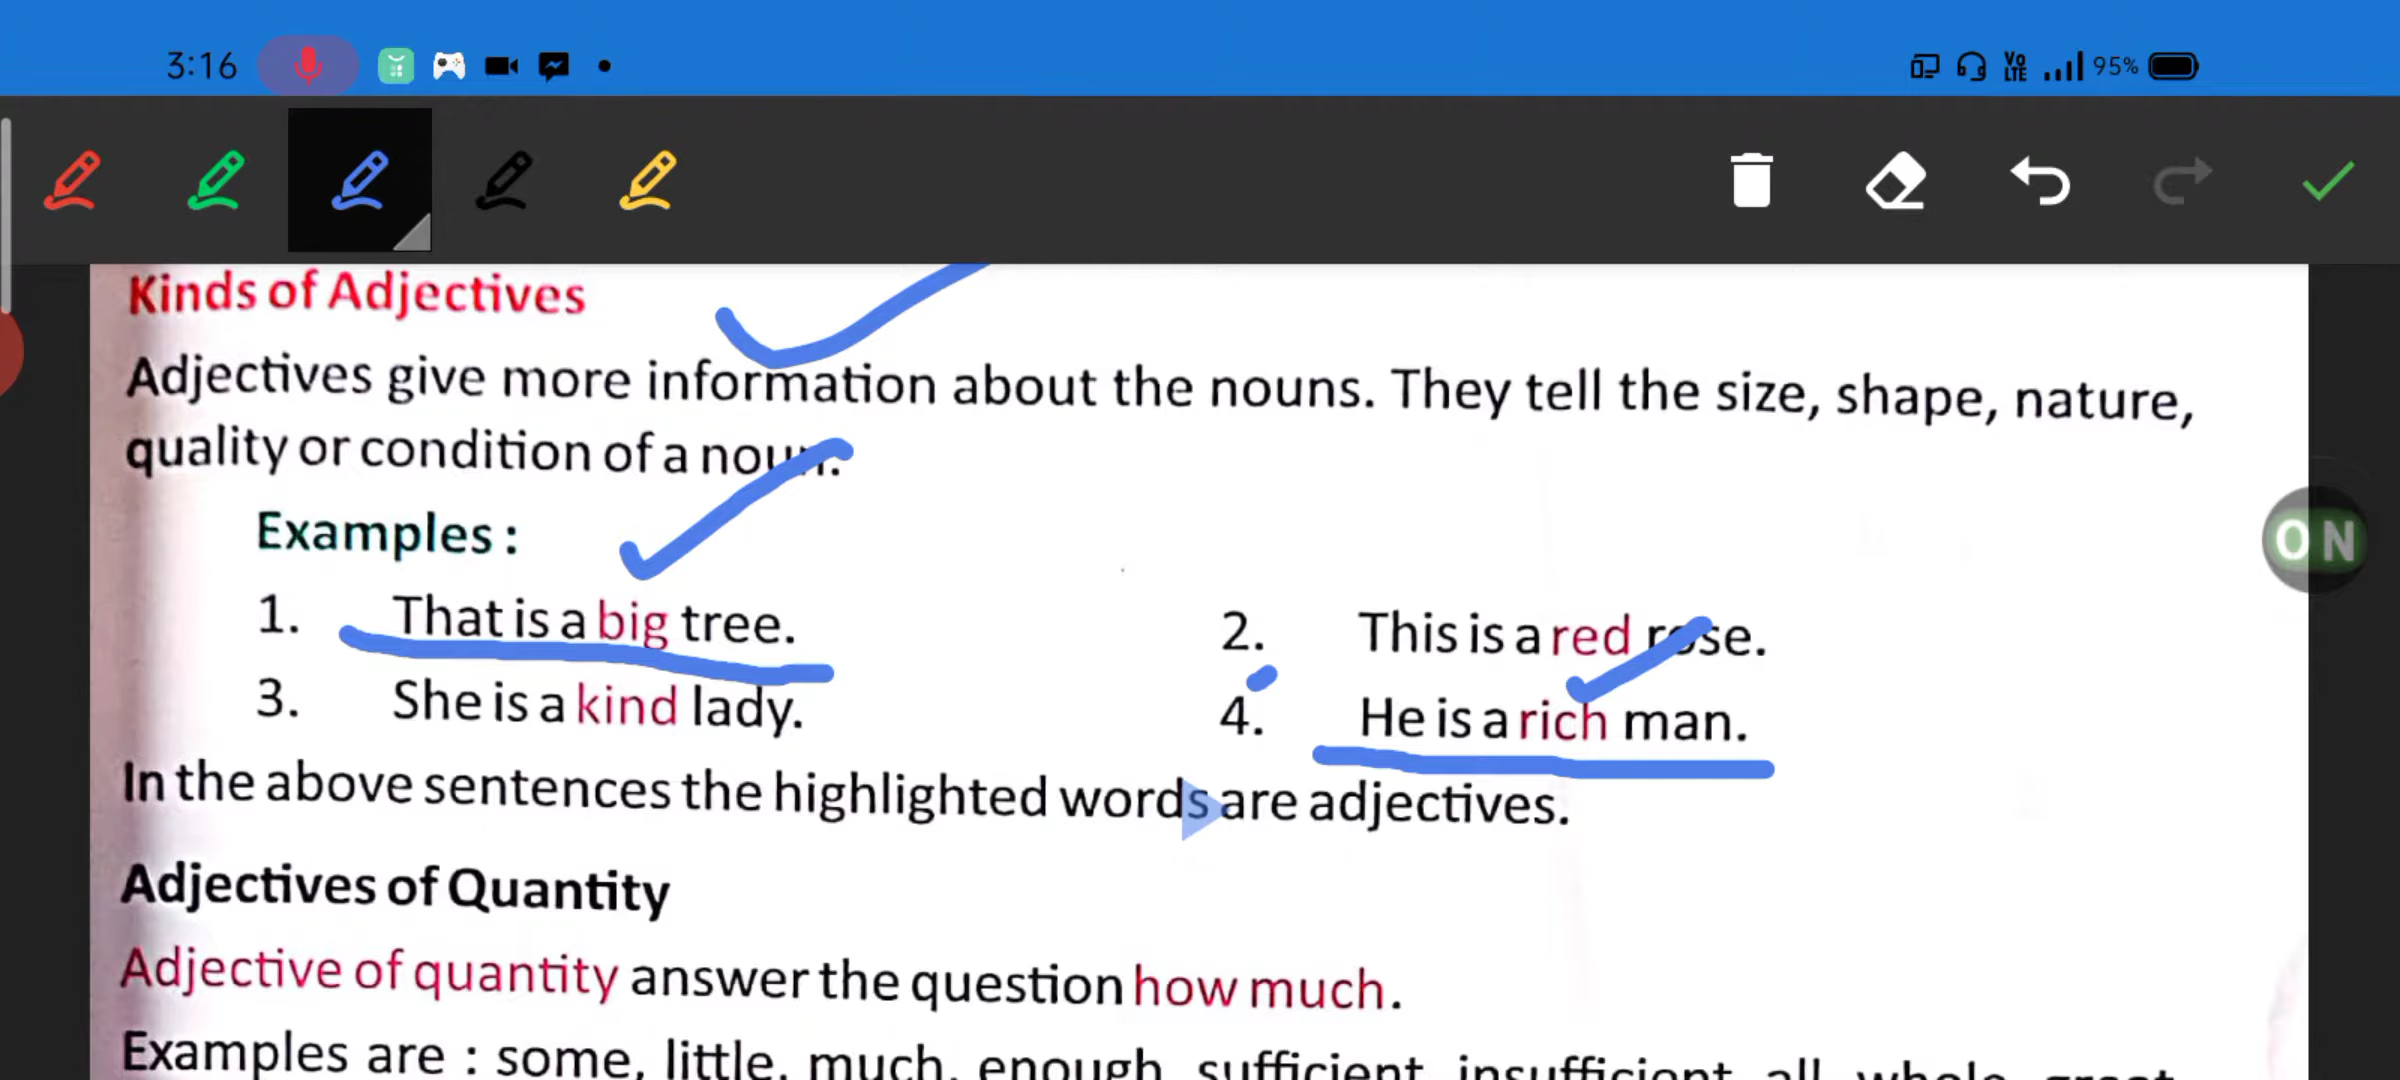 3:16 VoLTE 95%
Kinds of Adjectives
Adjectives give more information about the nouns. They tell the size, shape, nature,
quality or condition of a noun.
Examples :
1. That is a big tree. 2. This is a red rose.
3. She is a kind lady. 4. He is a rich man.
In the above sentences the highlighted words are adjectives.
Adjectives of Quantity
Adjective of quantity answer the question how much.
Examples are : some, little, much, enough, sufficient, insufficient, all, whole, great
ON